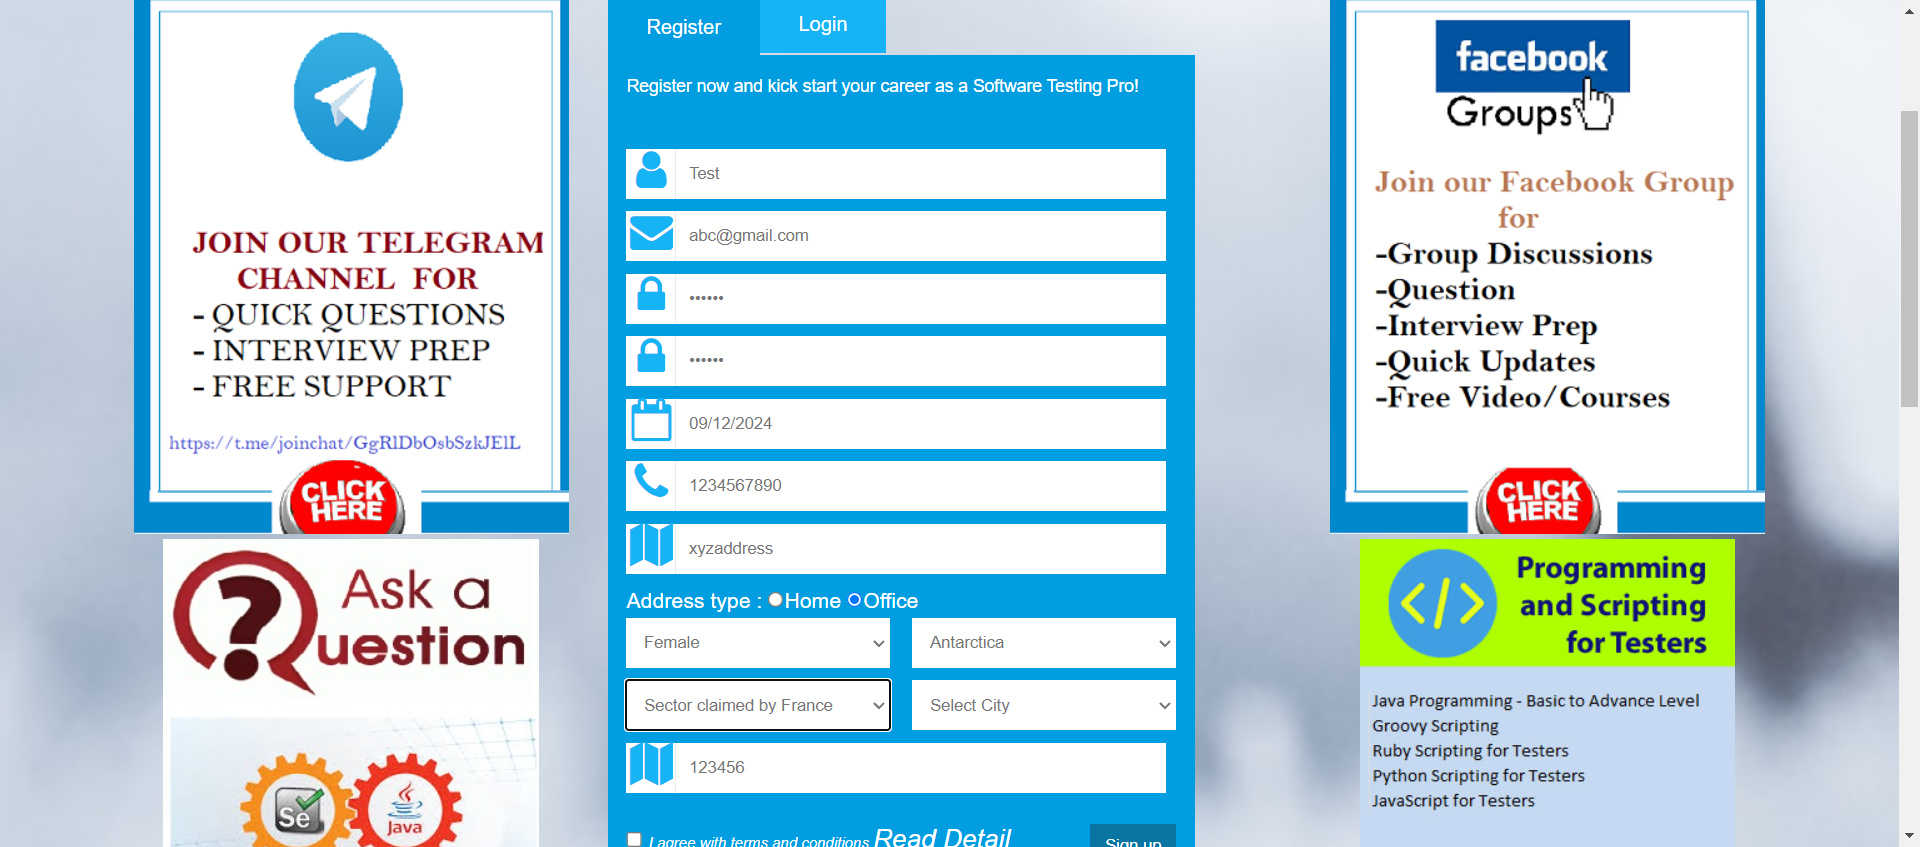 JOIN OUR TELEGRAM
CHANNEL FOR
- QUICK QUESTIONS
- INTERVIEW PREP
- FREE SUPPORT
https://t.me/joinchat/GgRlDbOsbSzkJElL
CLICK
HERE
Ask a
Question
Se
Java
Register
Login
Register now and kick start your career as a Software Testing Pro!
Test
abc@gmail.com
••••••
••••••
09/12/2024
1234567890
xyzaddress
Address type : Home Office
Female
Antarctica
Sector claimed by France
Select City
123456
I agree with terms and conditions Read Detail
Sign up
facebook
Groups
Join our Facebook Group
for
-Group Discussions
-Question
-Interview Prep
-Quick Updates
-Free Video/Courses
CLICK
HERE
Programming
and Scripting
for Testers
Java Programming - Basic to Advance Level
Groovy Scripting
Ruby Scripting for Testers
Python Scripting for Testers
JavaScript for Testers